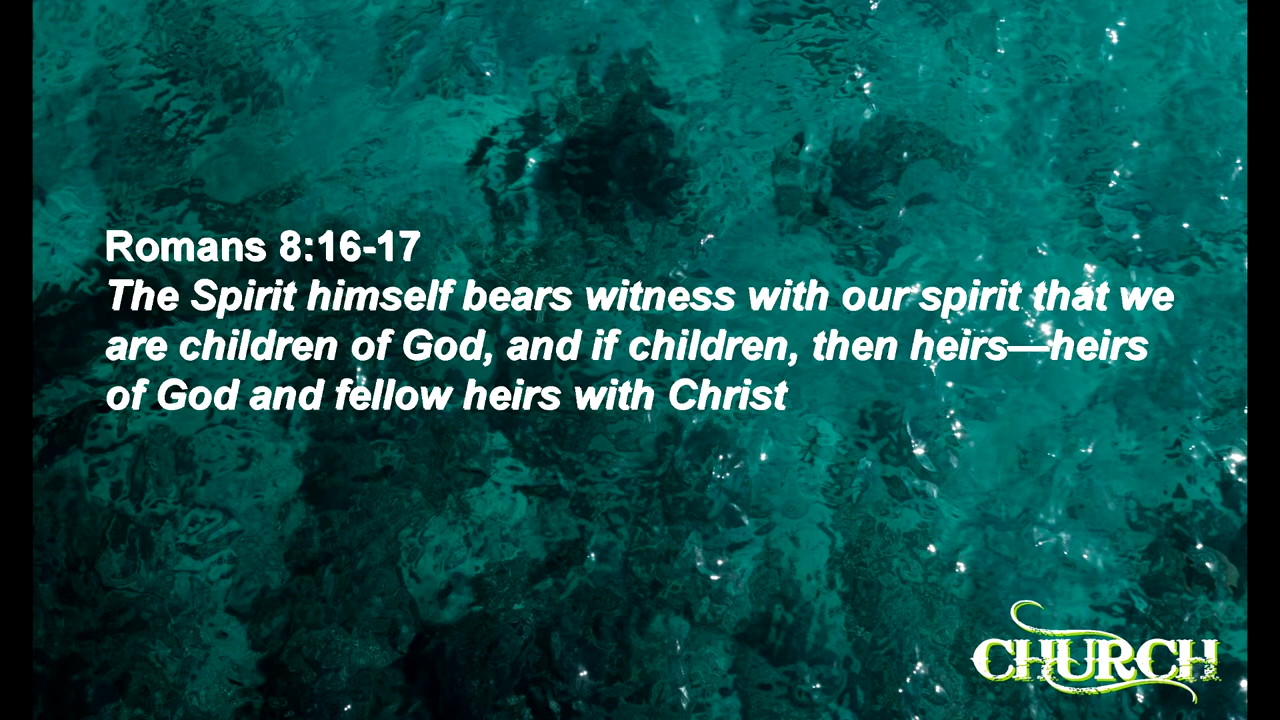 Romans 8:16-17
The Spirit himself bears witness with our spirit that we
are children of God, and if children, then heirs—heirs
of God and fellow heirs with Christ
CHURCH